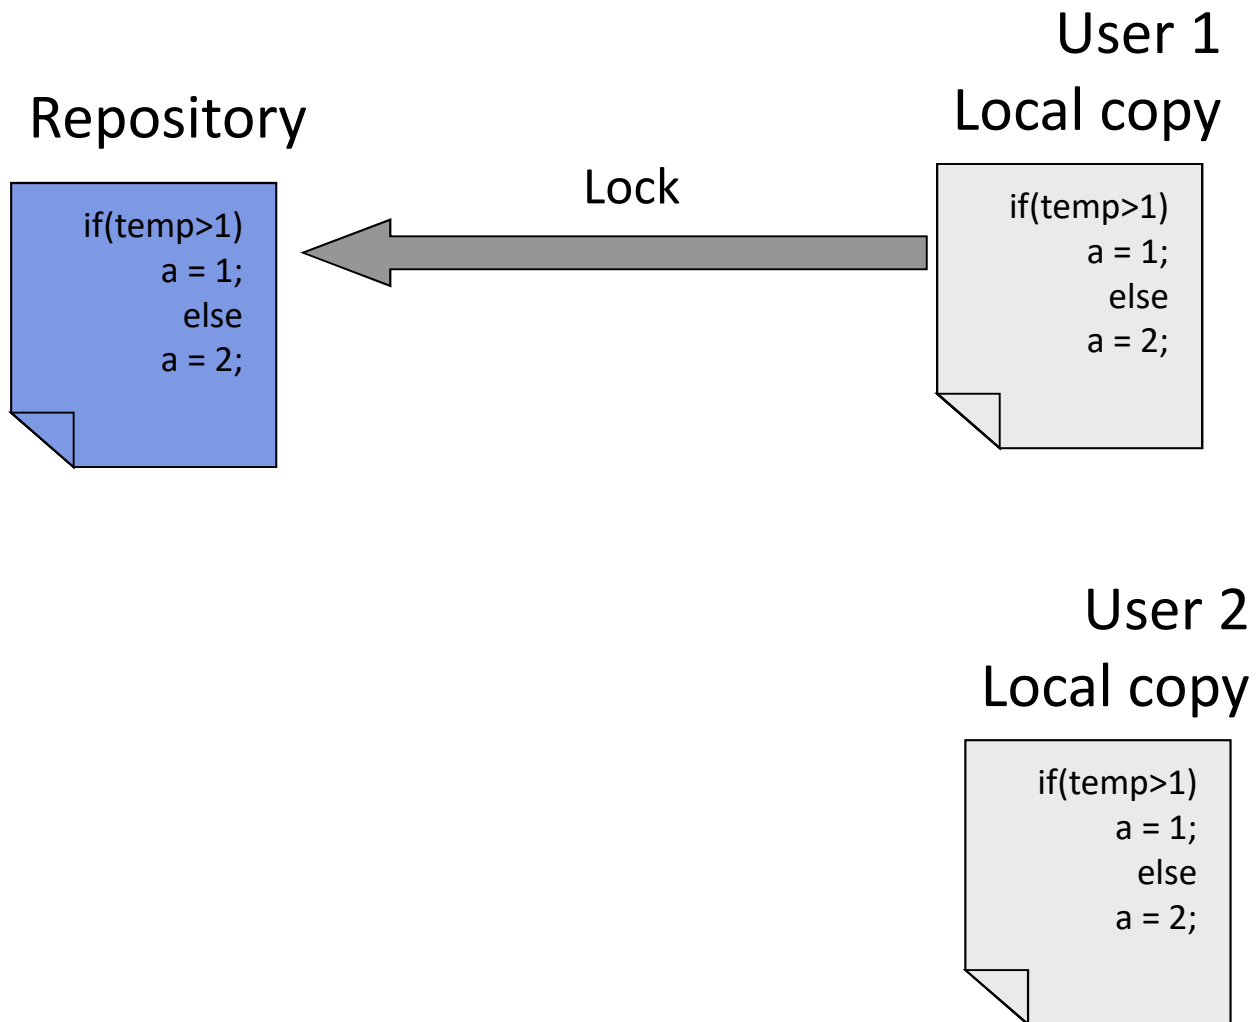 Repository
if(temp>1)
a = 1;
else
a = 2;
Lock
User 1
Local copy
if(temp>1)
a = 1;
else
a = 2;
User 2
Local copy
if(temp>1)
a = 1;
else
a = 2;